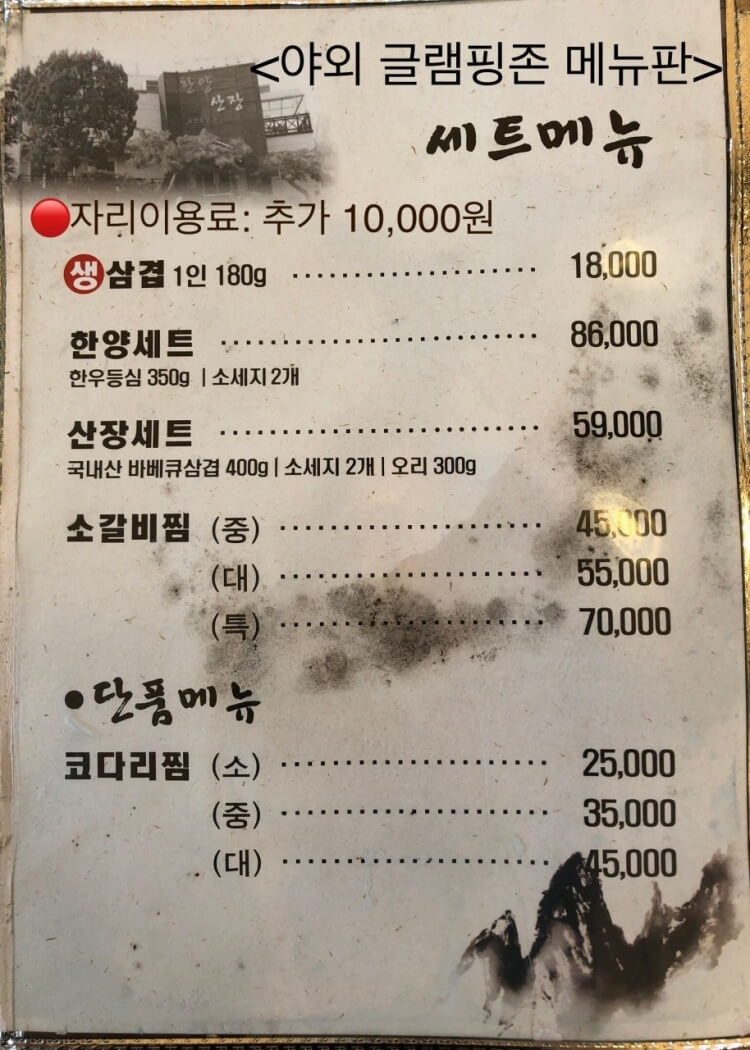 한양
산장
<야외 글램핑존 메뉴판>
세트메뉴
자리이용료: 추가 10,000원
생삼겹 1인 180g 18,000
한양세트 86,000
한우등심 350g | 소세지 2개
산장세트 59,000
국내산 바베큐삼겹 400g | 소세지 2개 | 오리 300g
소갈비찜 (중) 45,000
(대) 55,000
(특) 70,000
•단품메뉴
코다리찜 (소) 25,000
(중) 35,000
(대) 45,000